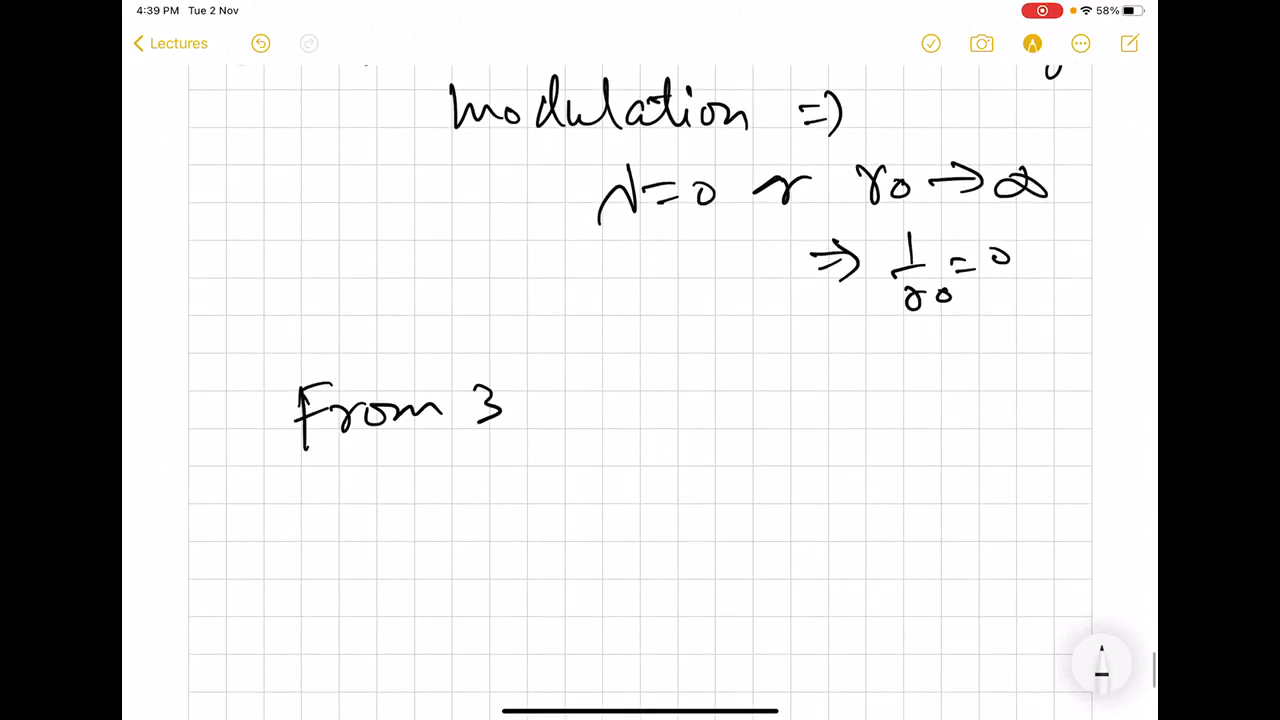 4:39 PM Tue 2 Nov 58%
Lectures
modulation =)
λ=0 or r0 → ∞
⇒ 1/r0 = 0
From 3